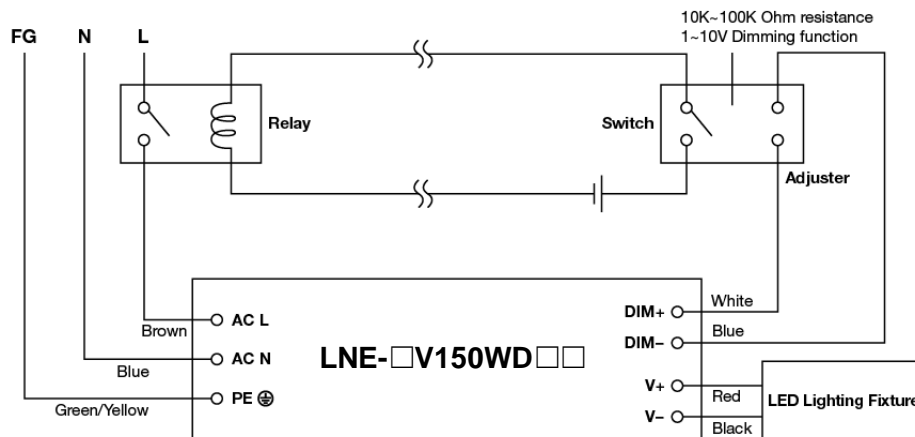 10K~100K Ohm resistance
1~10V Dimming function
FG N L
Relay
Switch
Adjuster
Brown
AC L
Blue
AC N
Green/Yellow
PE
LNE-□V150WD□□
DIM+
White
DIM–
Blue
V+
Red
V–
Black
LED Lighting Fixture